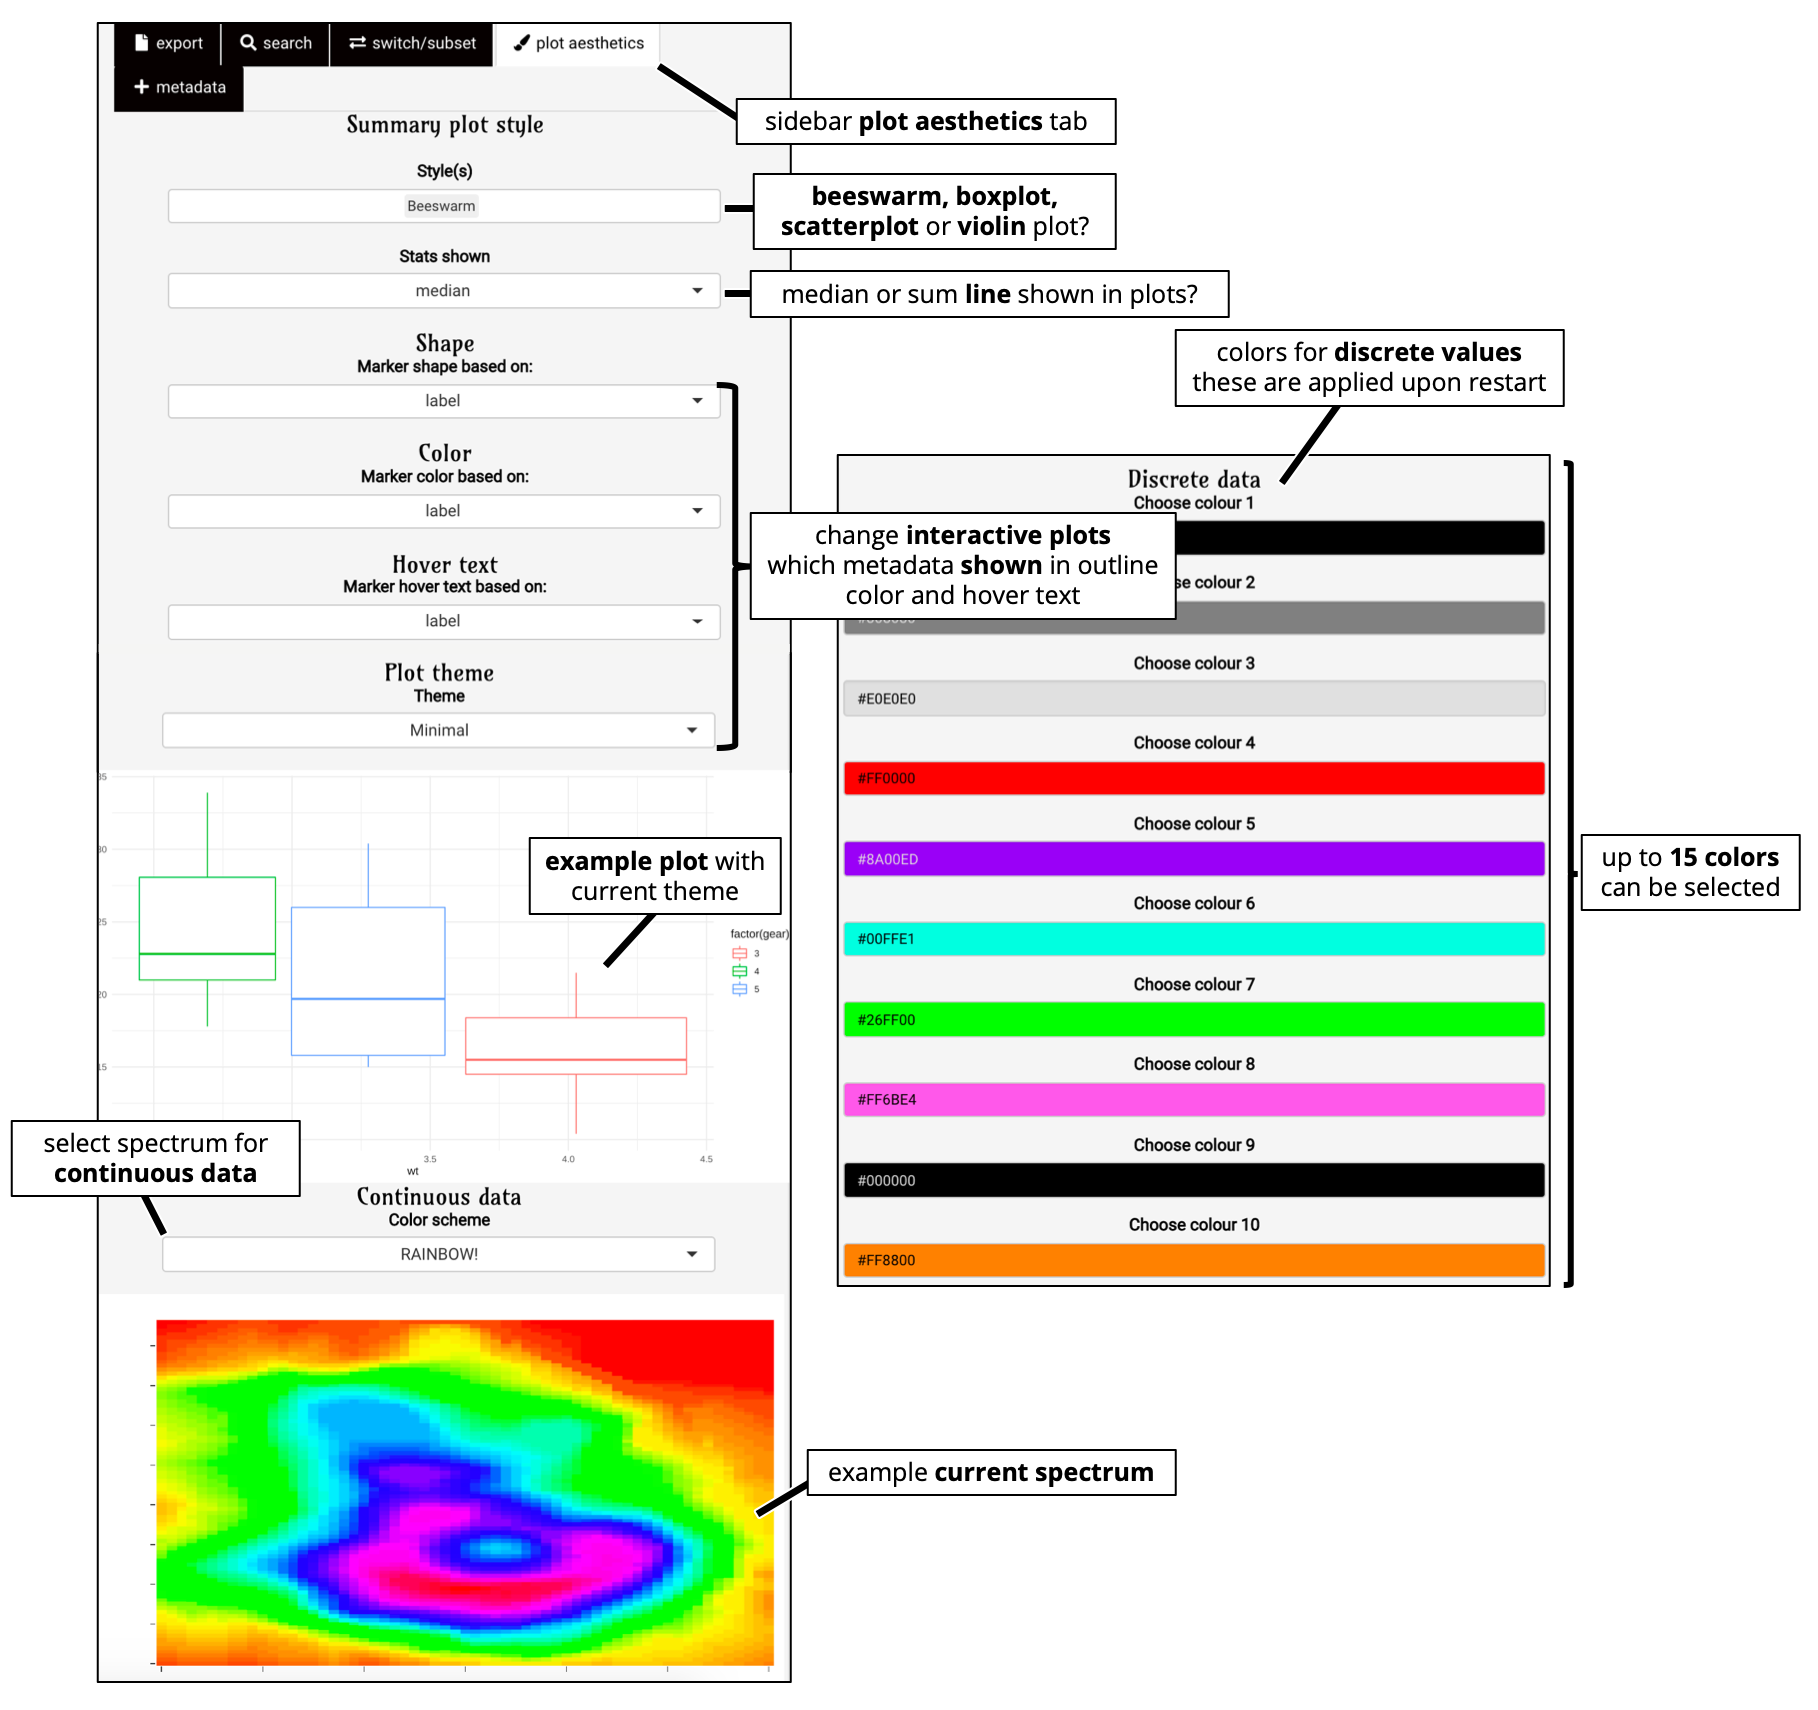 export
search
switch/subset
plot aesthetics
metadata
sidebar plot aesthetics tab
Summary plot style
Style(s)
Beeswarm
beeswarm, boxplot,
scatterplot or violin plot?
Stats shown
median
median or sum line shown in plots?
Shape
Marker shape based on:
label
Color
Marker color based on:
label
Hover text
Marker hover text based on:
label
change interactive plots
which metadata shown in outline
color and hover text
Plot theme
Theme
Minimal
35
30
25
20
15
3.5
4.0
4.5
wt
factor(gear)
3
4
5
example plot with
current theme
select spectrum for
continuous data
Continuous data
Color scheme
RAINBOW!
example current spectrum
colors for discrete values
these are applied upon restart
Discrete data
Choose colour 1
se colour 2
Choose colour 3
#E0E0E0
Choose colour 4
#FF0000
Choose colour 5
#8A00ED
Choose colour 6
#00FFE1
Choose colour 7
#26FF00
Choose colour 8
#FF6BE4
Choose colour 9
#000000
Choose colour 10
#FF8800
up to 15 colors
can be selected